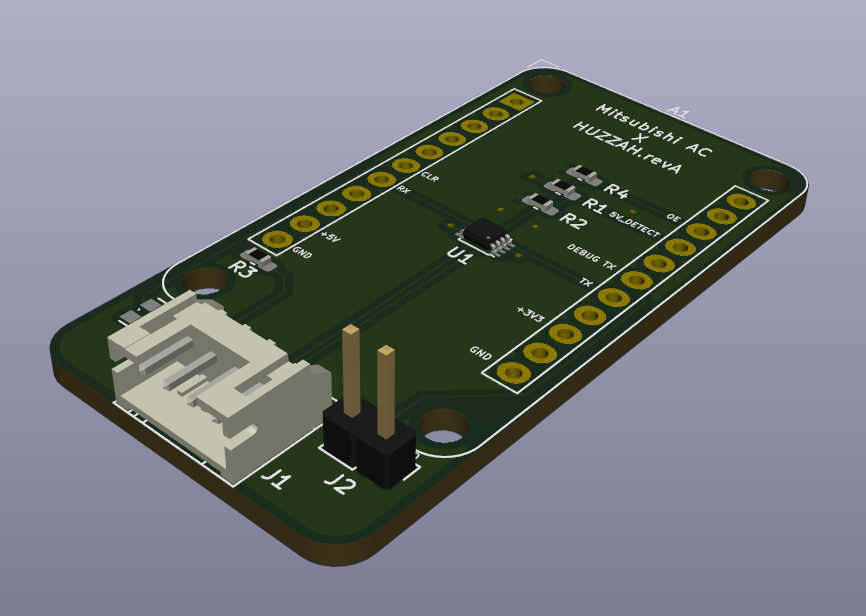 A1
Mitsubishi AC
X
HUZZAH.revA
CLR
RX
R4
R1
R2
OE
5V_DETECT
U1
DEBUG TX
TX
+5V
GND
R3
+3V3
GND
J1
J2